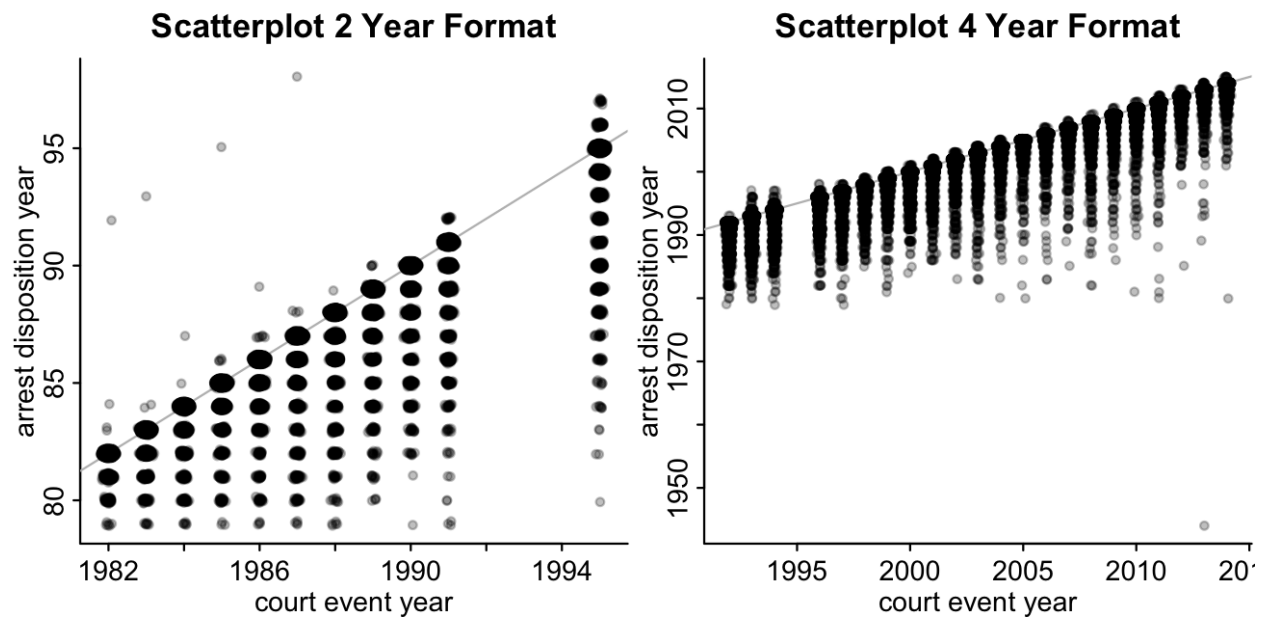 Scatterplot 2 Year Format
95
90
85
80
arrest disposition year
1982
1986
1990
1994
court event year
Scatterplot 4 Year Format
2010
1990
1970
1950
arrest disposition year
1995
2000
2005
2010
201
court event year